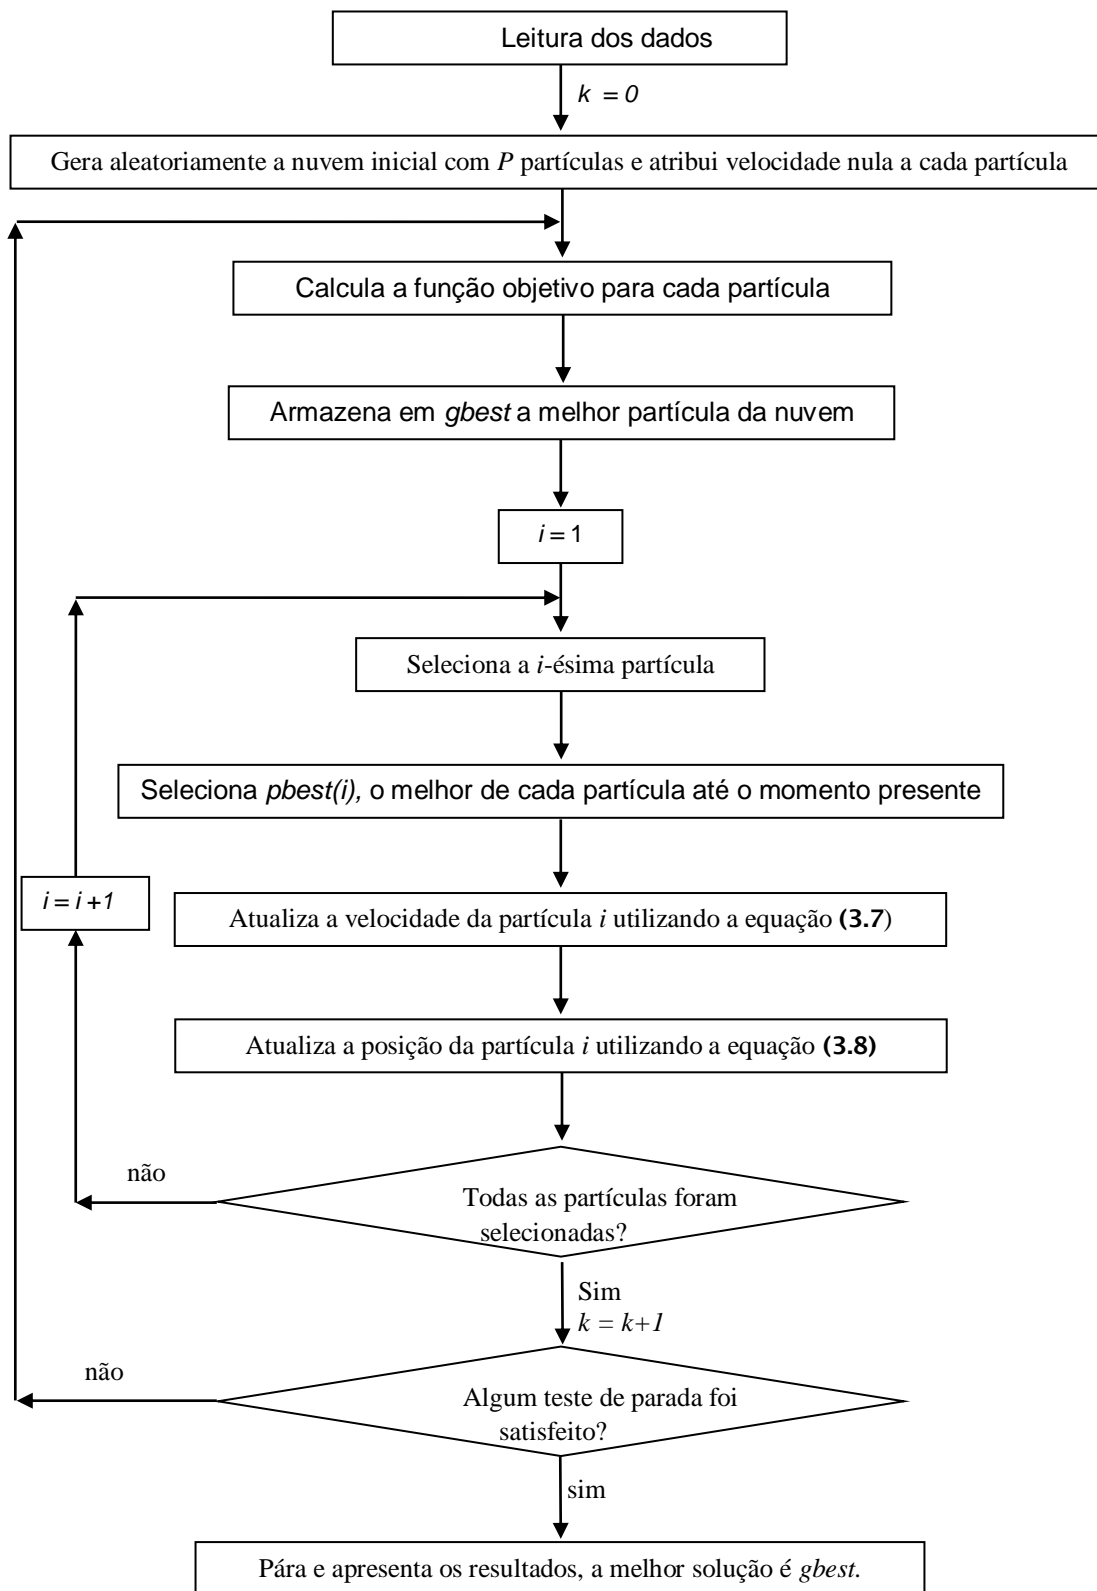 Leitura dos dados
k = 0
Gera aleatoriamente a nuvem inicial com P partículas e atribui velocidade nula a cada partícula
Calcula a função objetivo para cada partícula
Armazena em gbest a melhor partícula da nuvem
i = 1
Seleciona a i-ésima partícula
Seleciona pbest(i), o melhor de cada partícula até o momento presente
i = i +1
Atualiza a velocidade da partícula i utilizando a equação (3.7)
Atualiza a posição da partícula i utilizando a equação (3.8)
não
Todas as partículas foram
selecionadas?
Sim
k = k+1
não
Algum teste de parada foi
satisfeito?
sim
Pára e apresenta os resultados, a melhor solução é gbest.